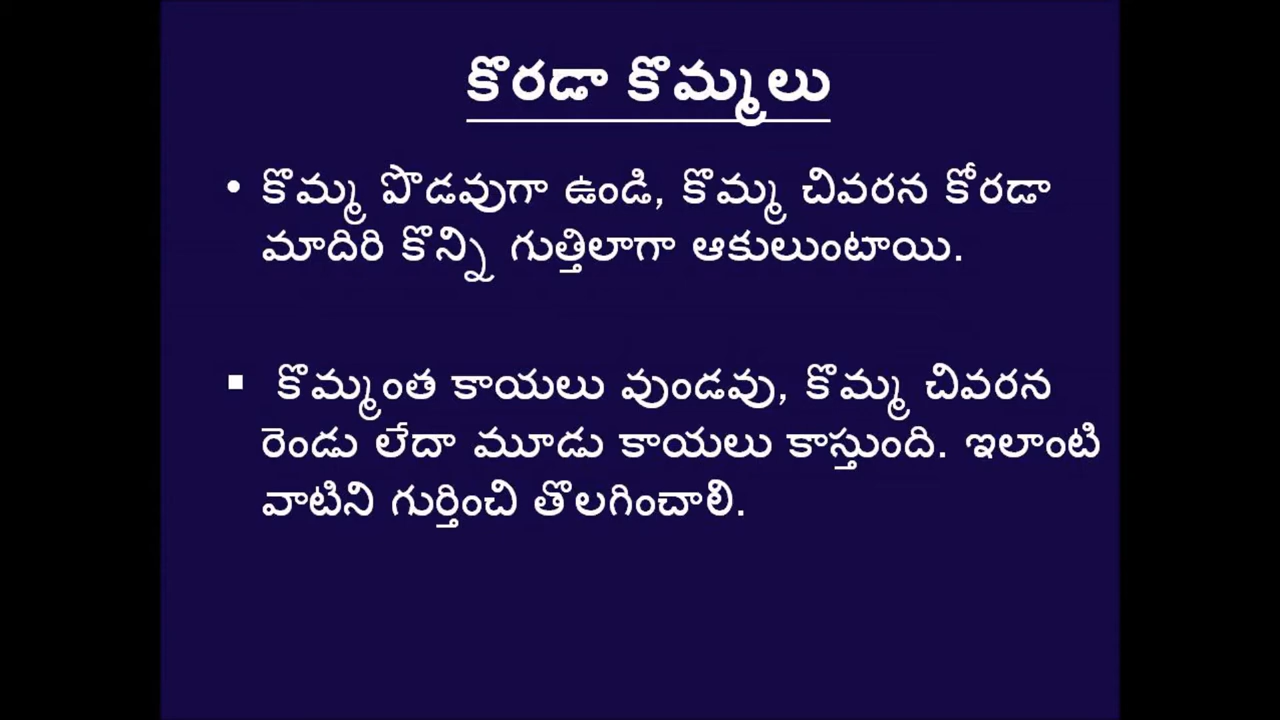 కొరడా కొమ్మలు
• కొమ్మ పొడవుగా ఉండి, కొమ్మ చివరన కోరడా
మాదిరి కొన్ని గుత్తిలాగా ఆకులుంటాయి.
▪ కొమ్మంత కాయలు వుండవు, కొమ్మ చివరన
రెండు లేదా మూడు కాయలు కాస్తుంది. ఇలాంటి
వాటిని గుర్తించి తొలగించాలి.